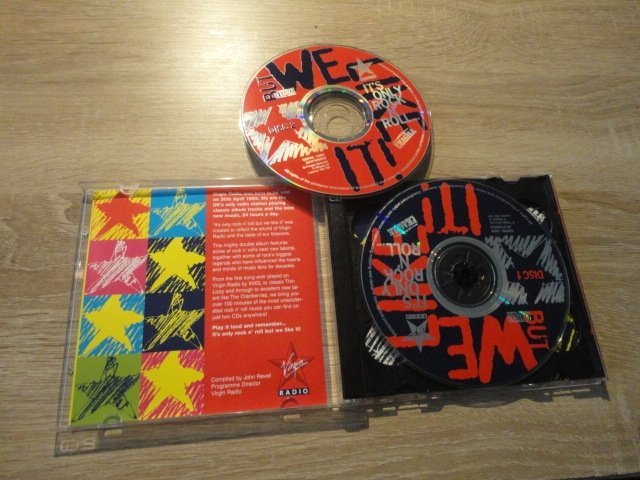 BUT
WE
LIKE
IT!
IT'S
ONLY
ROCK
N'
ROLL
DISC 2
Virgin Radio was born to be
on 30th April 1993. We are the
UK's only radio station playing
classic album tracks and the best
new music, 24 hours a day.
"It's only rock n' roll but we like it" was
created to reflect the sound of Virgin
Radio and the taste of our listeners.
This mighty double album features
some of rock n' roll's best new talents,
together with some of rock's biggest
legends who have influenced the hearts
and minds of music fans for decades.
From the first song ever played on
Virgin Radio by INXS, to classic Thin
Lizzy and through to excellent new tal-
ent like The Cranberries, we bring you
over 100 minutes of the most unadulter-
ated rock n' roll music you can find on
just two CDs anywhere!
Play it loud and remember...
It's only rock n' roll but we like it!
Compiled by John Revell
Programme Director
Virgin Radio
Virgin
RADIO
IT'S
ONLY
ROCK
ROLL
DISC 1
BUT
WE
IT!